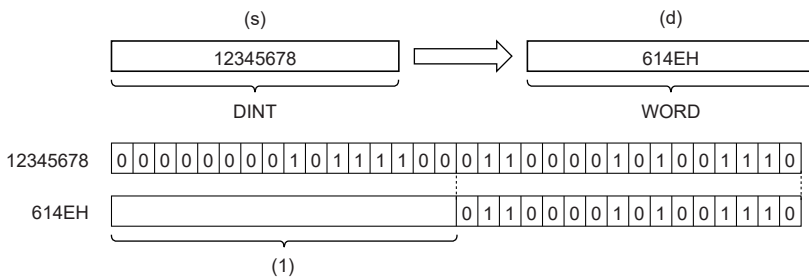 (s) (d)
12345678 614EH
DINT WORD
12345678 0 0 0 0 0 0 0 0 1 0 1 1 1 1 0 0 0 1 1 0 0 0 0 1 0 1 0 0 1 1 1 0
614EH 0 1 1 0 0 0 0 1 0 1 0 0 1 1 1 0
(1)